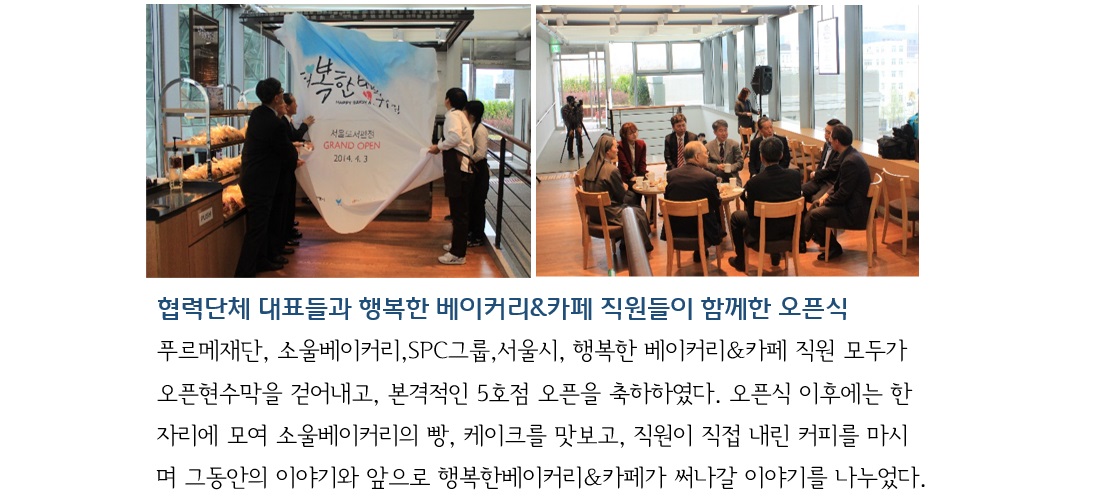 복한
HAPPY BAKERY
서울도서관점
GRAND OPEN
2014. 4. 3
협력단체 대표들과 행복한 베이커리&카페 직원들이 함께한 오픈식
푸르메재단, 소울베이커리,SPC그룹,서울시, 행복한 베이커리&카페 직원 모두가
오픈현수막을 걷어내고, 본격적인 5호점 오픈을 축하하였다. 오픈식 이후에는 한
자리에 모여 소울베이커리의 빵, 케이크를 맛보고, 직원이 직접 내린 커피를 마시
며 그동안의 이야기와 앞으로 행복한베이커리&카페가 써나갈 이야기를 나누었다.